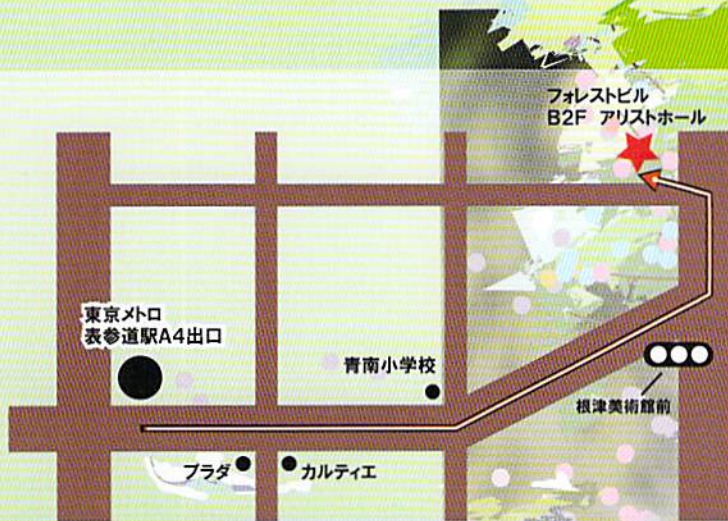 フォレストビル
B2F アリストホール
東京メトロ
表参道駅A4出口
青南小学校
根津美術館前
プラダ
カルティエ